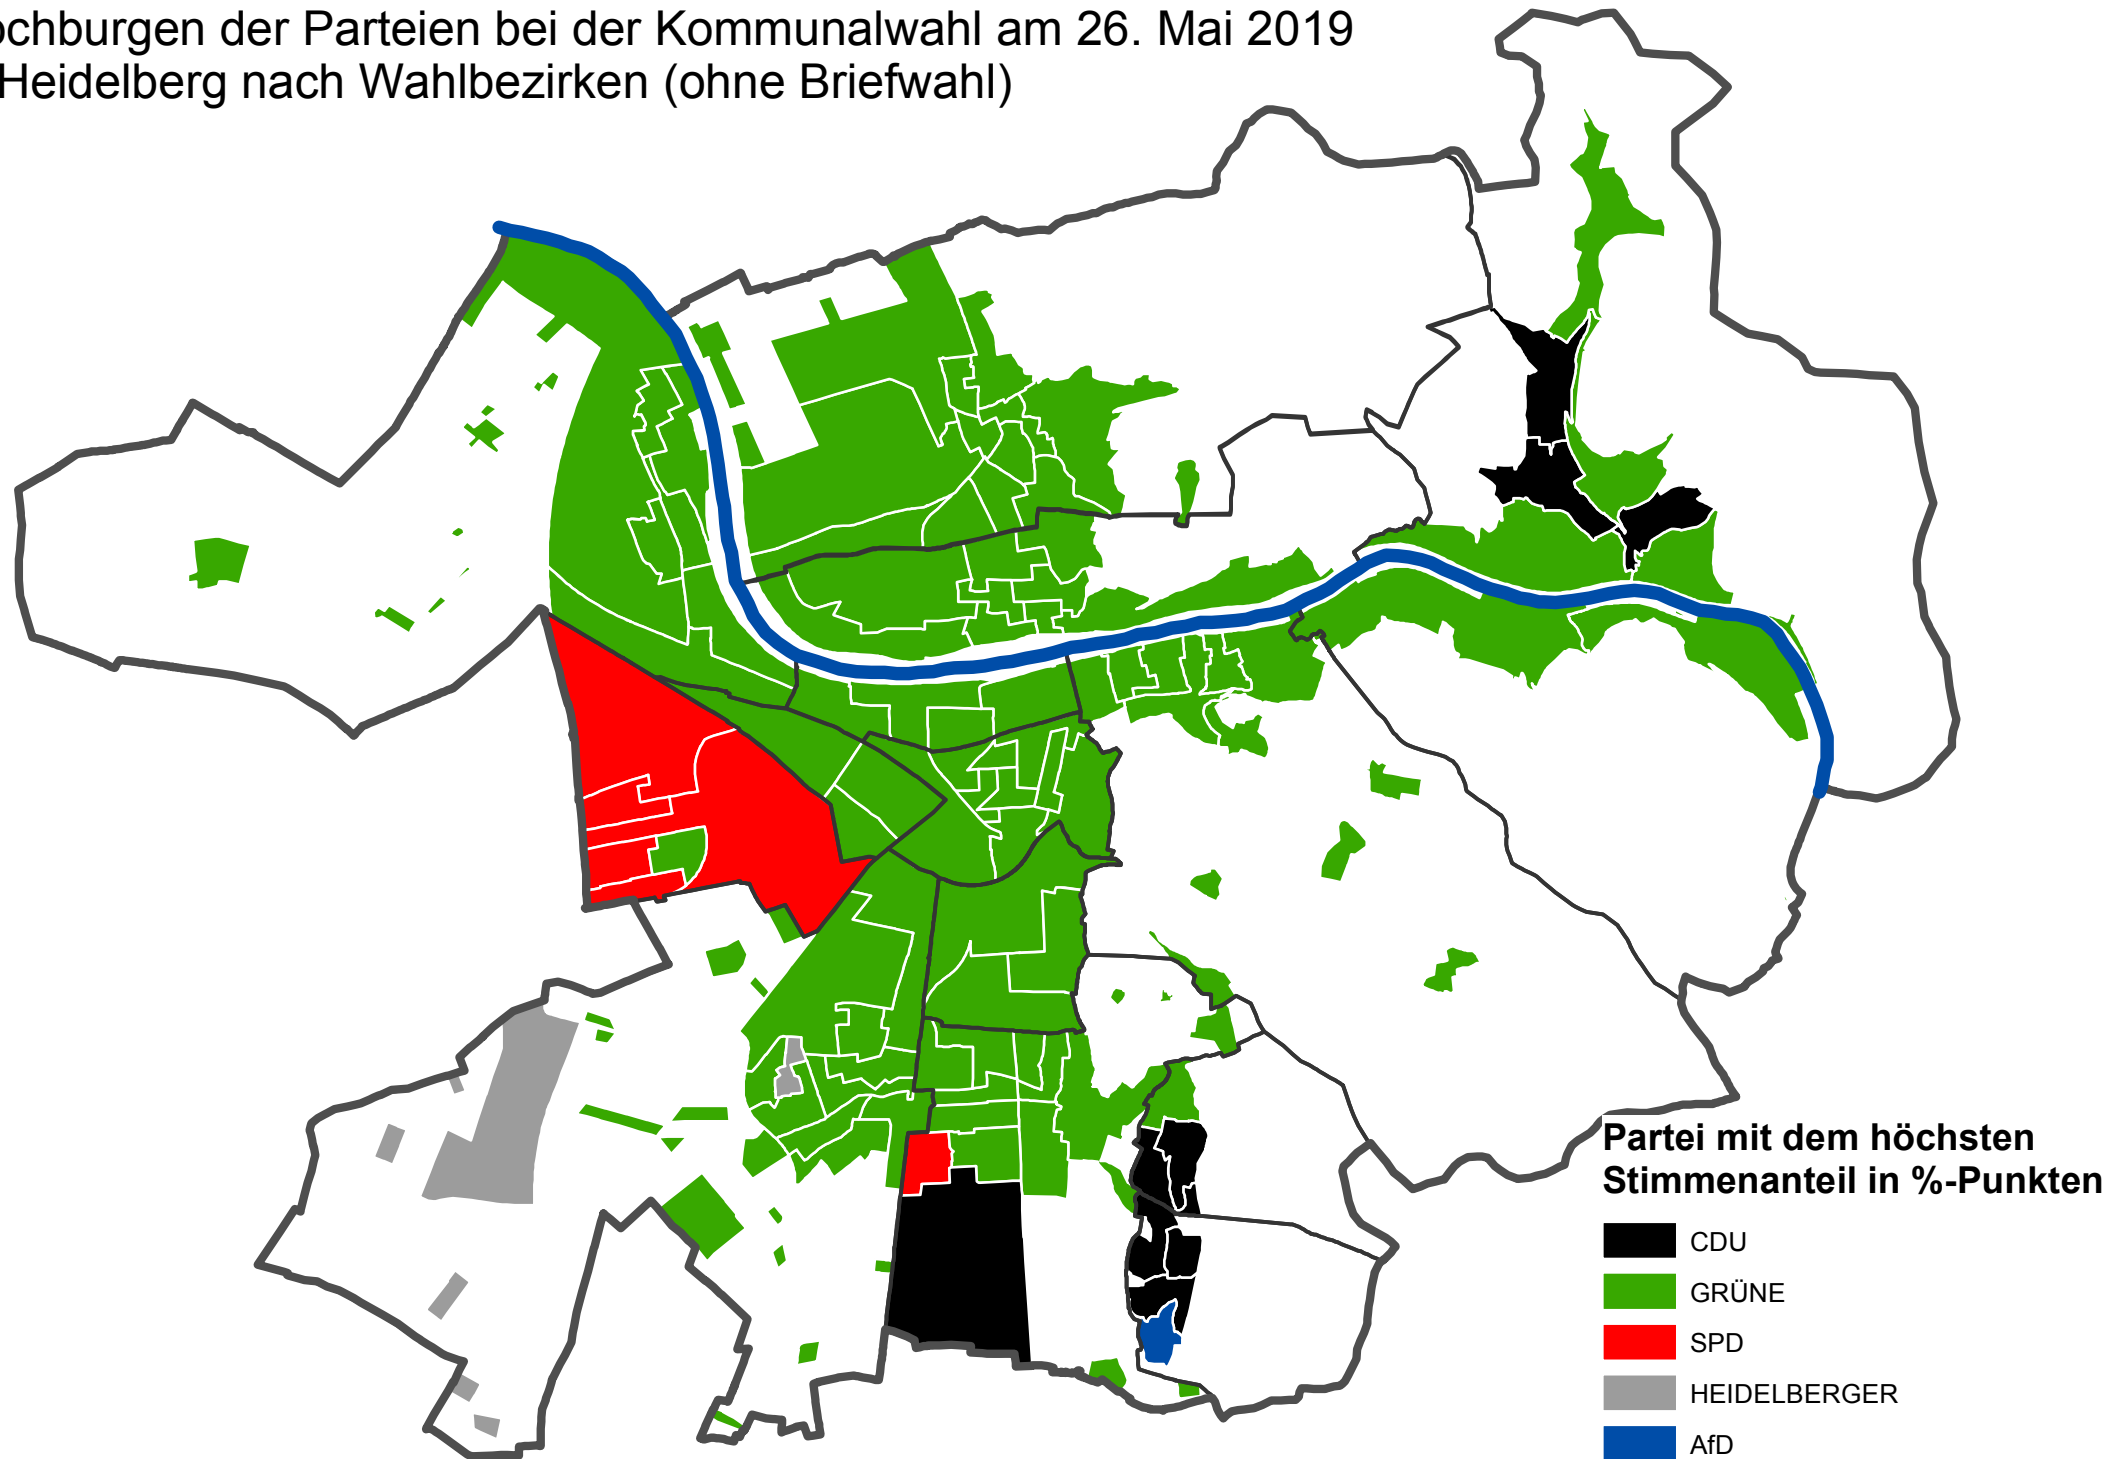 ochburgen der Parteien bei der Kommunalwahl am 26. Mai 2019
Heidelberg nach Wahlbezirken (ohne Briefwahl)
Partei mit dem höchsten
Stimmenanteil in %-Punkten
CDU
GRÜNE
SPD
HEIDELBERGER
AfD